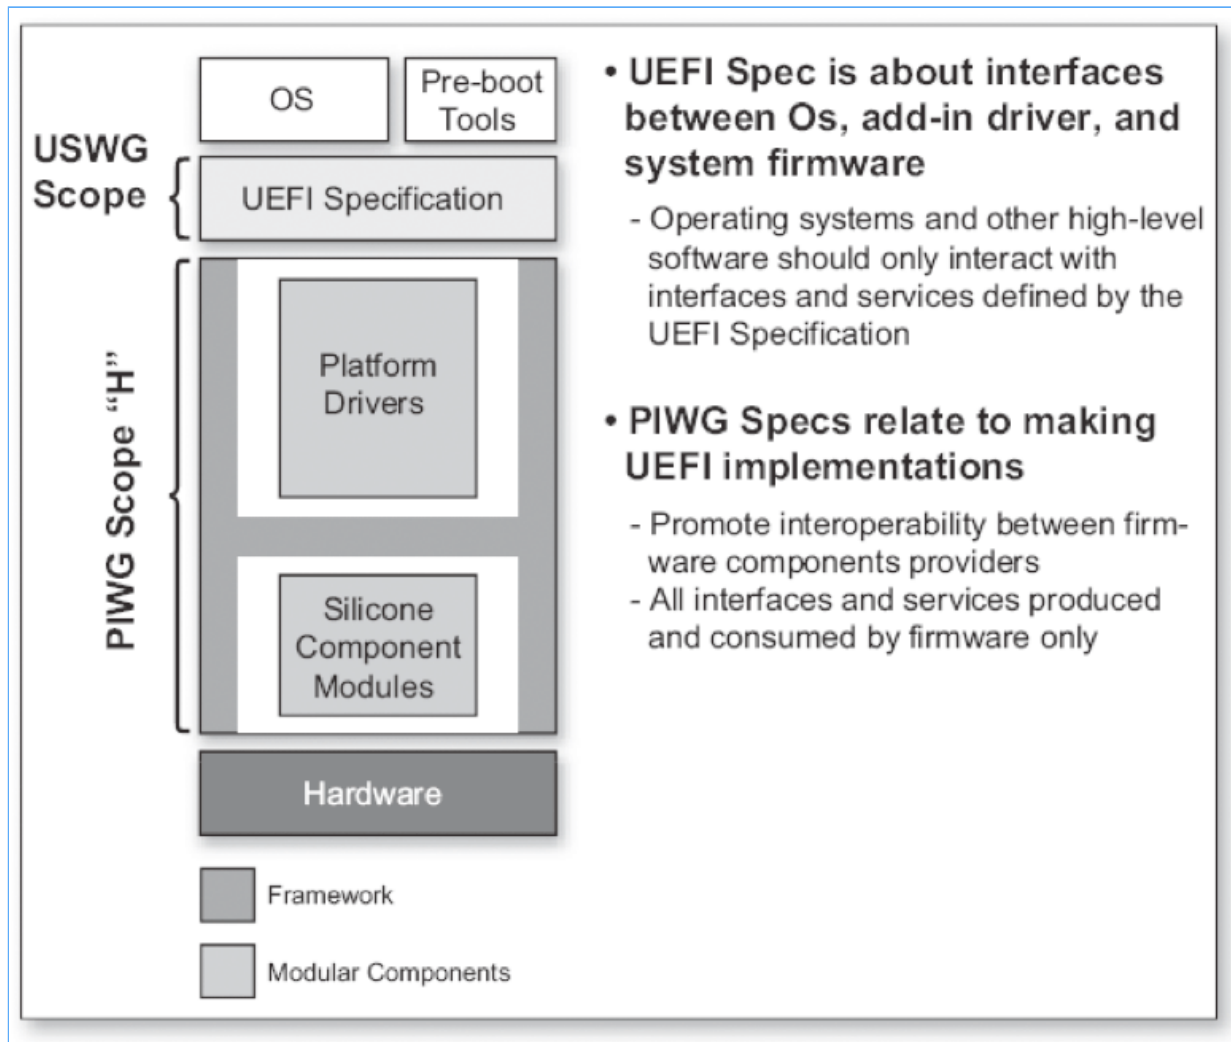 OS
Pre-boot
Tools
USWG
Scope
UEFI Specification
PIWG Scope “H”
Platform
Drivers
Silicone
Component
Modules
Hardware
Framework
Modular Components
• UEFI Spec is about interfaces
between Os, add-in driver, and
system firmware
- Operating systems and other high-level
software should only interact with
interfaces and services defined by the
UEFI Specification
• PIWG Specs relate to making
UEFI implementations
- Promote interoperability between firm-
ware components providers
- All interfaces and services produced
and consumed by firmware only